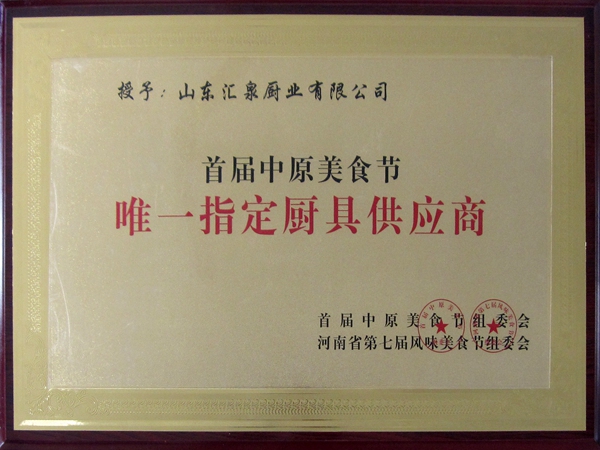 授予：山东汇泉厨业有限公司
首届中原美食节
唯一指定厨具供应商
首届中原美食节组委会
河南省第七届风味美食节组委会